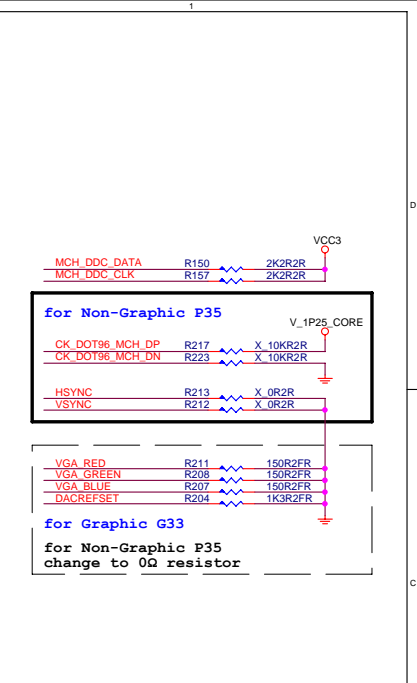 1
D
VCC3
MCH_DDC_DATA R150 2K2R2R
MCH_DDC_CLK R157 2K2R2R
for Non-Graphic P35
V_1P25_CORE
CK_DOT96_MCH_DP R217 X_10KR2R
CK_DOT96_MCH_DN R223 X_10KR2R
HSYNC R213 X_0R2R
VSYNC R212 X_0R2R
VGA_RED R211 150R2FR
VGA_GREEN R208 150R2FR
VGA_BLUE R207 150R2FR
DACREFSET R204 1K3R2FR
for Graphic G33
for Non-Graphic P35
change to 0Ω resistor
C